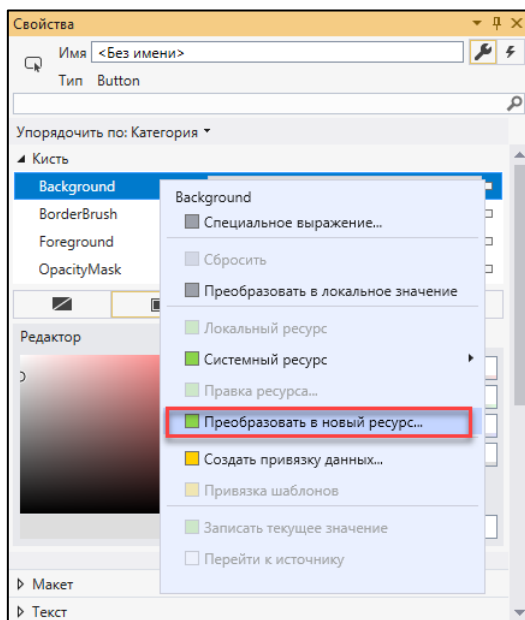 Свойства
Имя <Без имени>
Тип Button
Упорядочить по: Категория
Кисть
Background
BorderBrush
Foreground
OpacityMask
Редактор
Background
Специальное выражение...
Сбросить
Преобразовать в локальное значение
Локальный ресурс
Системный ресурс
Правка ресурса...
Преобразовать в новый ресурс...
Создать привязку данных...
Привязка шаблонов
Записать текущее значение
Перейти к источнику
Макет
Текст